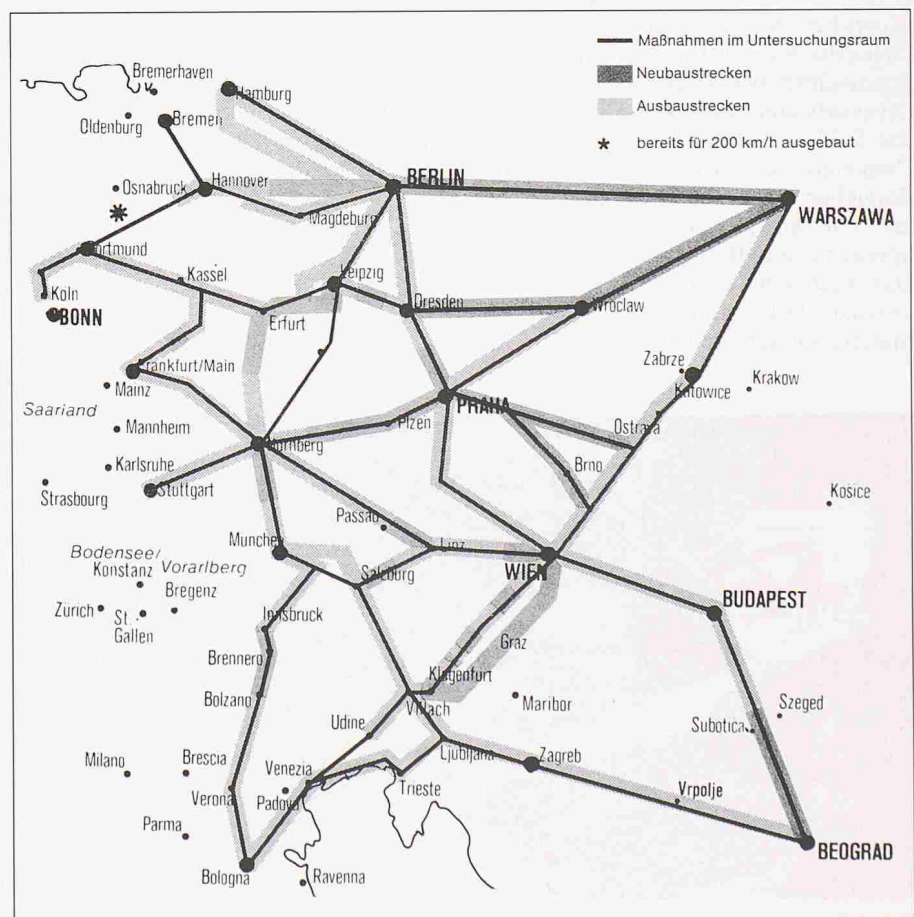 Maßnahmen im Untersuchungsraum
Neubaustrecken
Ausbaustrecken
* bereits für 200 km/h ausgebaut
Bremerhaven
Hamburg
Oldenburg
Bremen
Osnabrück
Hannover
BERLIN
*
Magdeburg
WARSZAWA
Dortmund
Kassel
Leipzig
Köln
BONN
Erfurt
Dresden
Wroclaw
Frankfurt/Main
Mainz
Zabrze
Katowice
Krakow
Saarland
PRAHA
Mannheim
Plzen
Ostrava
Nürnberg
Karlsruhe
Brno
Strasbourg
Stuttgart
Košice
Passau
München
Linz
WIEN
Bodensee/
Konstanz
Vorarlberg
Salzburg
Bregenz
BUDAPEST
Zürich
St.
Gallen
Innsbruck
Graz
Brennero
Klagenfurt
Bolzano
Villach
Maribor
Szeged
Subotica
Udine
Ljubljana
Zagreb
Milano
Brescia
Venezia
Verona
Padova
Trieste
Vrpolje
Parma
BEOGRAD
Bologna
Ravenna